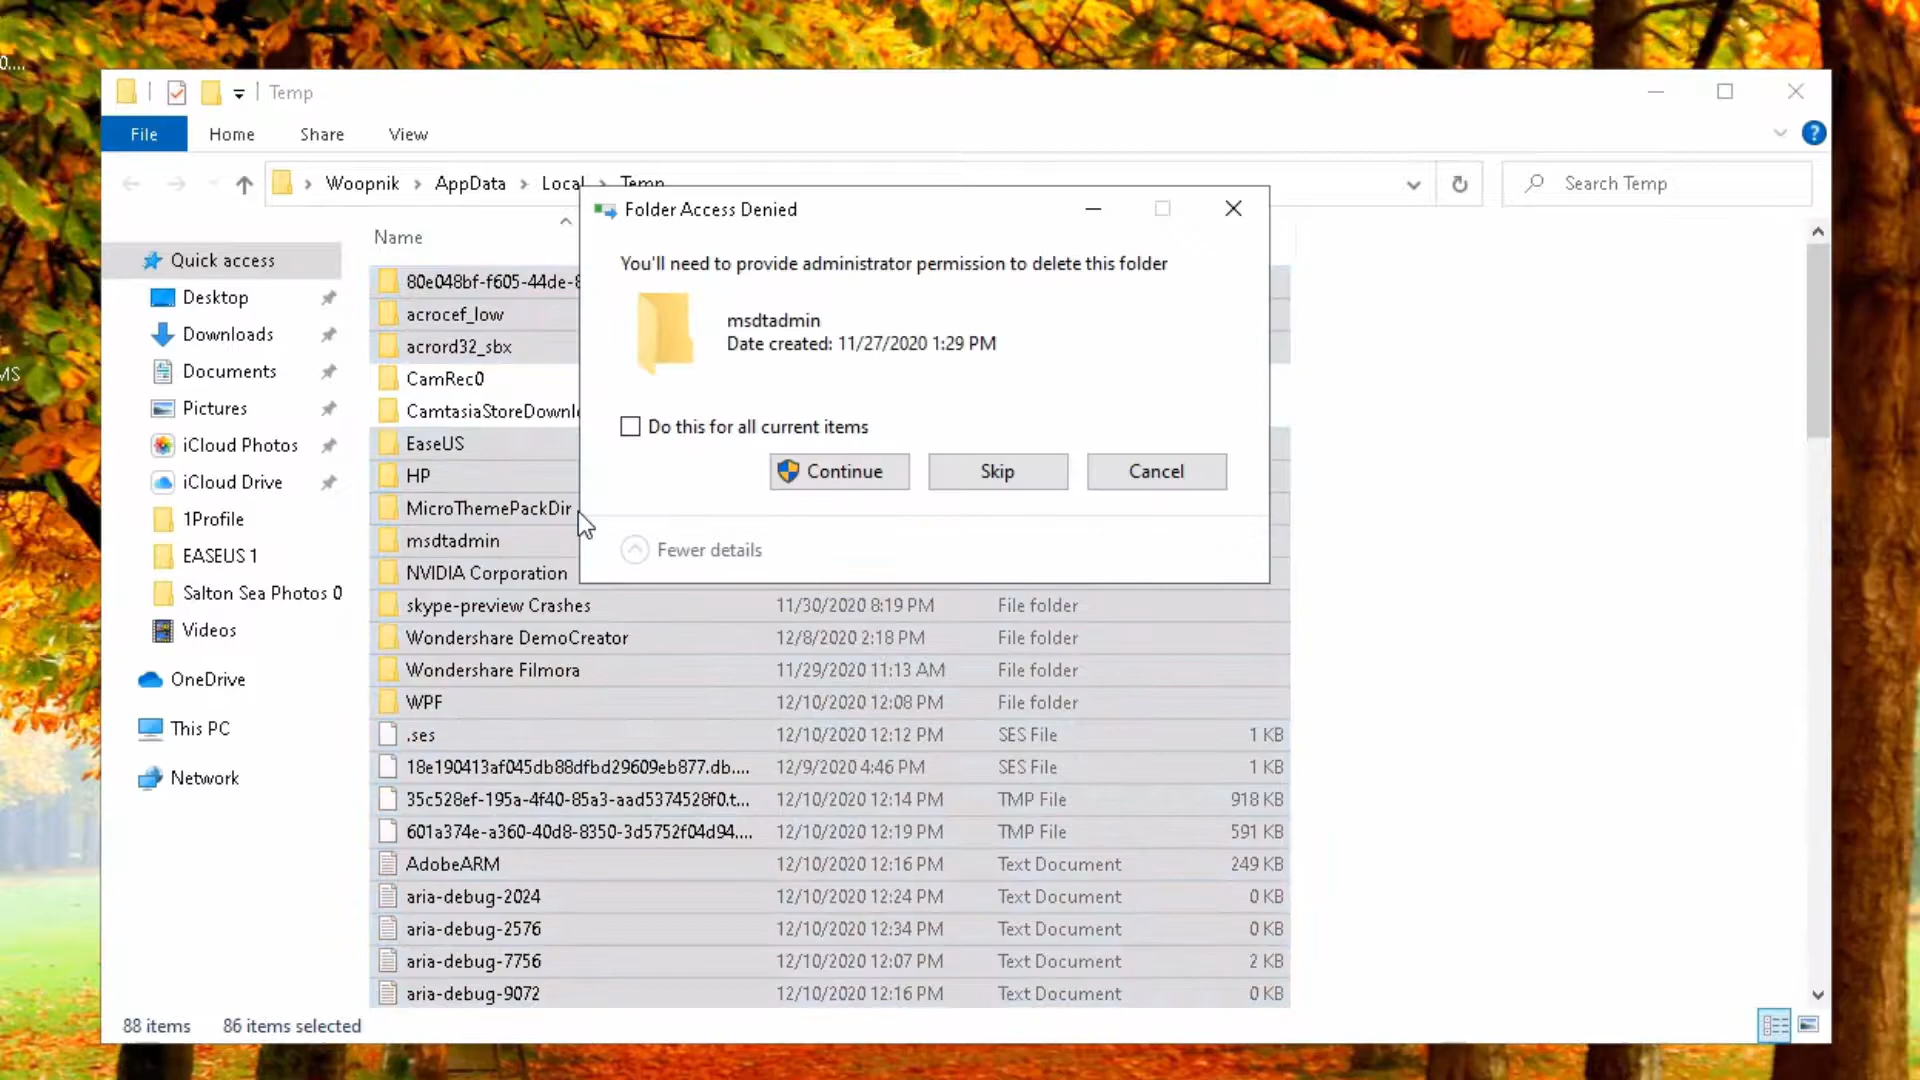 0....
MS
Temp
File
Home
Share
View
Woopnik
AppData
Local
Temp
Search Temp
Name
Quick access
Desktop
Downloads
Documents
Pictures
iCloud Photos
iCloud Drive
1Profile
EASEUS 1
Salton Sea Photos 0
Videos
OneDrive
This PC
Network
Folder Access Denied
You'll need to provide administrator permission to delete this folder
msdtadmin
Date created: 11/27/2020 1:29 PM
Do this for all current items
Continue
Skip
Cancel
Fewer details
80e048bf-f605-44de-8
acrocef_low
acrord32_sbx
CamRec0
CamtasiaStoreDownl
EaseUS
HP
MicroThemePackDir
msdtadmin
NVIDIA Corporation
skype-preview Crashes 11/30/2020 8:19 PM File folder
Wondershare DemoCreator 12/8/2020 2:18 PM File folder
Wondershare Filmora 11/29/2020 11:13 AM File folder
WPF 12/10/2020 12:08 PM File folder
.ses 12/10/2020 12:12 PM SES File 1 KB
18e190413af045db88dfbd29609eb877.db.... 12/9/2020 4:46 PM SES File 1 KB
35c528ef-195a-4f40-85a3-aad5374528f0.t... 12/10/2020 12:14 PM TMP File 918 KB
601a374e-a360-40d8-8350-3d5752f04d94.... 12/10/2020 12:19 PM TMP File 591 KB
AdobeARM 12/10/2020 12:16 PM Text Document 249 KB
aria-debug-2024 12/10/2020 12:24 PM Text Document 0 KB
aria-debug-2576 12/10/2020 12:34 PM Text Document 0 KB
aria-debug-7756 12/10/2020 12:07 PM Text Document 2 KB
aria-debug-9072 12/10/2020 12:16 PM Text Document 0 KB
88 items 86 items selected